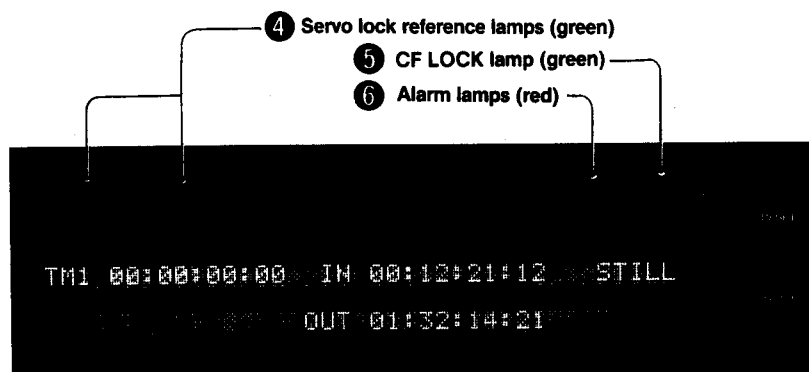 4 Servo lock reference lamps (green)
5 CF LOCK lamp (green)
6 Alarm lamps (red)
TM1 00:00:00:00 IN 00:12:21:12 STILL
OUT 01:32:14:21